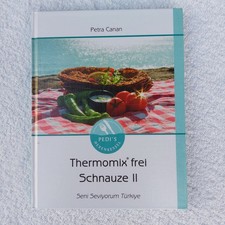 Petra Canan
PEDI'S
Thermomix® frei
Schnauze II
Seni Seviyorum Türkiye